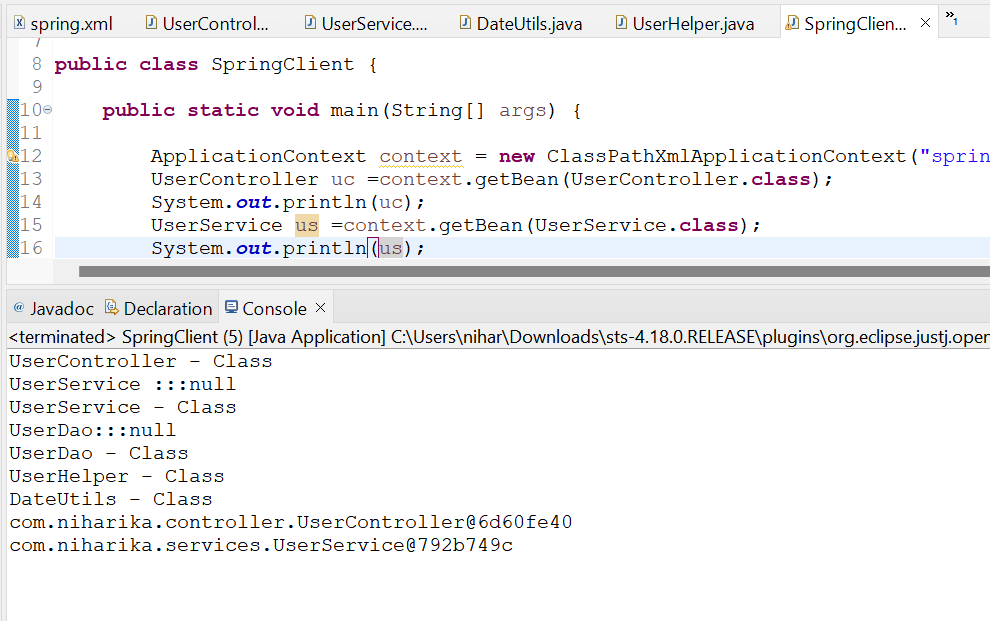 spring.xml UserControl... UserService.... DateUtils.java UserHelper.java SpringClien... »1
7
8 public class SpringClient {
9
10 public static void main(String[] args) {
11
12 ApplicationContext context = new ClassPathXmlApplicationContext("sprin
13 UserController uc =context.getBean(UserController.class);
14 System.out.println(uc);
15 UserService us =context.getBean(UserService.class);
16 System.out.println(us);
@ Javadoc Declaration Console
<terminated> SpringClient (5) [Java Application] C:\Users\nihar\Downloads\sts-4.18.0.RELEASE\plugins\org.eclipse.justj.open
UserController - Class
UserService :::null
UserService - Class
UserDao:::null
UserDao - Class
UserHelper - Class
DateUtils - Class
com.niharika.controller.UserController@6d60fe40
com.niharika.services.UserService@792b749c